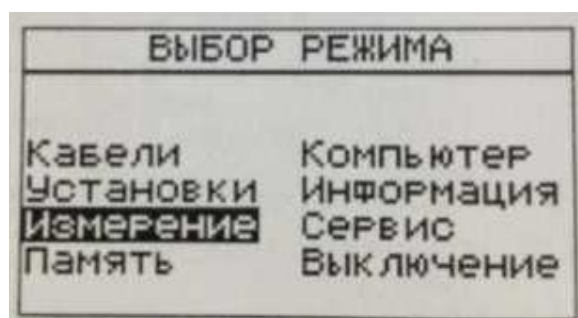 ВЫБОР РЕЖИМА
Кабели Компьютер
Установки Информация
Измерение Сервис
Память Выключение